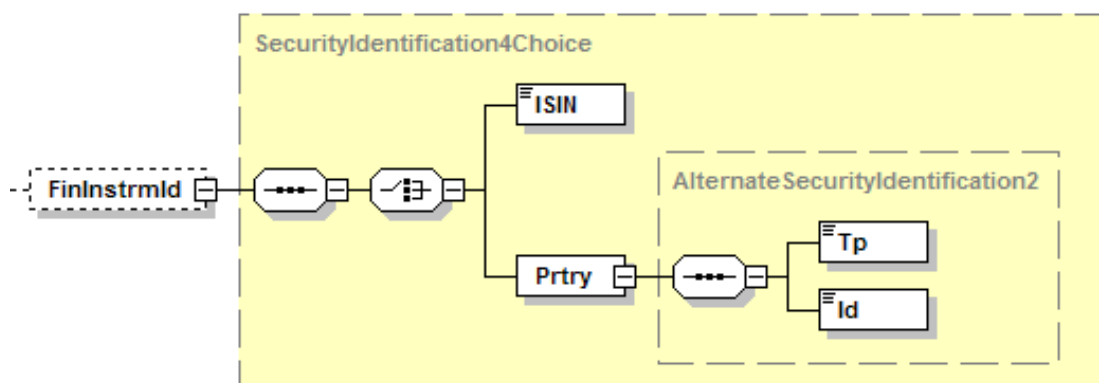 SecurityIdentification4Choice
ISIN
FinInstrmId
AlternateSecurityIdentification2
Tp
Prtry
Id